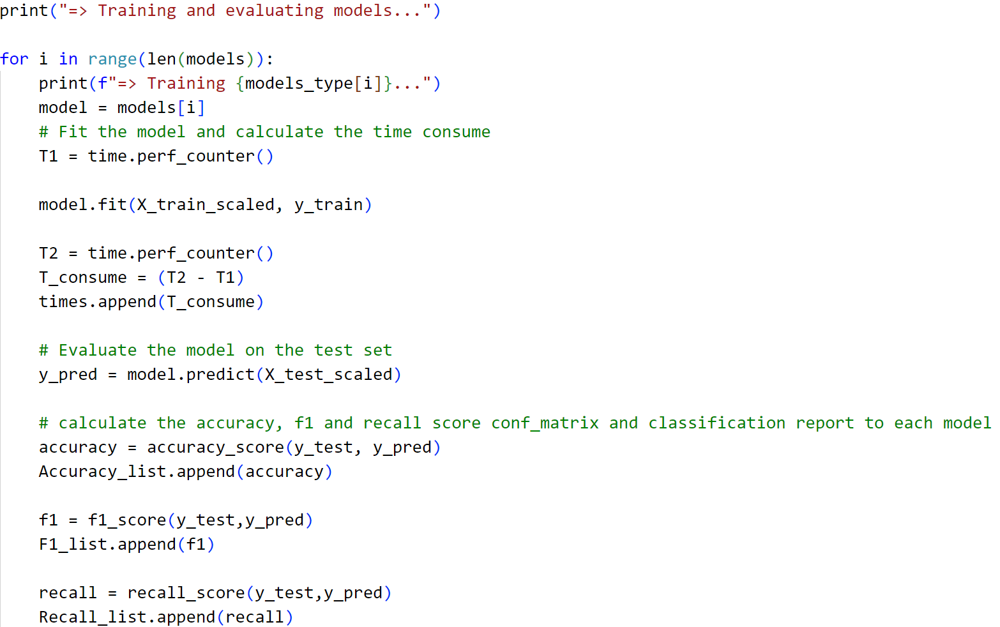 print("=> Training and evaluating models...")
for i in range(len(models)):
print(f"=> Training {models_type[i]}...")
model = models[i]
# Fit the model and calculate the time consume
T1 = time.perf_counter()
model.fit(X_train_scaled, y_train)
T2 = time.perf_counter()
T_consume = (T2 - T1)
times.append(T_consume)
# Evaluate the model on the test set
y_pred = model.predict(X_test_scaled)
# calculate the accuracy, f1 and recall score conf_matrix and classification report to each model
accuracy = accuracy_score(y_test, y_pred)
Accuracy_list.append(accuracy)
f1 = f1_score(y_test,y_pred)
F1_list.append(f1)
recall = recall_score(y_test,y_pred)
Recall_list.append(recall)